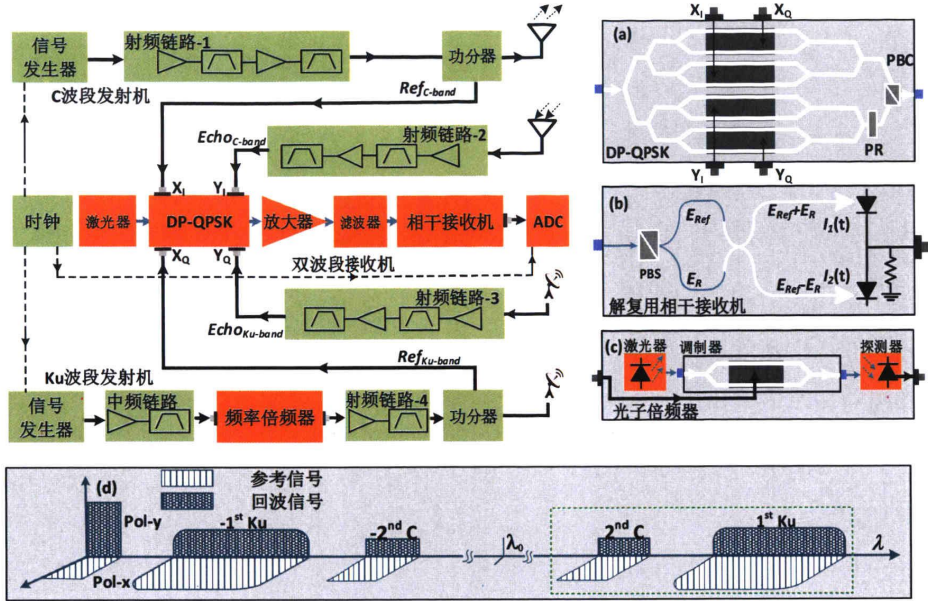 信号
发生器
射频链路-1
功分器
C波段发射机
Ref_C-band
Echo_C-band
射频链路-2
X_I
Y_I
时钟
激光器
DP-QPSK
放大器
滤波器
相干接收机
ADC
X_Q
Y_Q
双波段接收机
射频链路-3
Echo_Ku-band
Ref_Ku-band
Ku波段发射机
信号
发生器
中频链路
频率倍频器
射频链路-4
功分器
X_I
X_Q
(a)
PBC
DP-QPSK
PR
Y_I
Y_Q
(b)
E_Ref
E_Ref+E_R
I_1(t)
PBS
E_R
E_Ref-E_R
I_2(t)
解复用相干接收机
(c)
激光器
调制器
探测器
光子倍频器
(d)
参考信号
回波信号
Pol-y
-1st Ku
-2nd C
λ_0
2nd C
1st Ku
λ
Pol-x